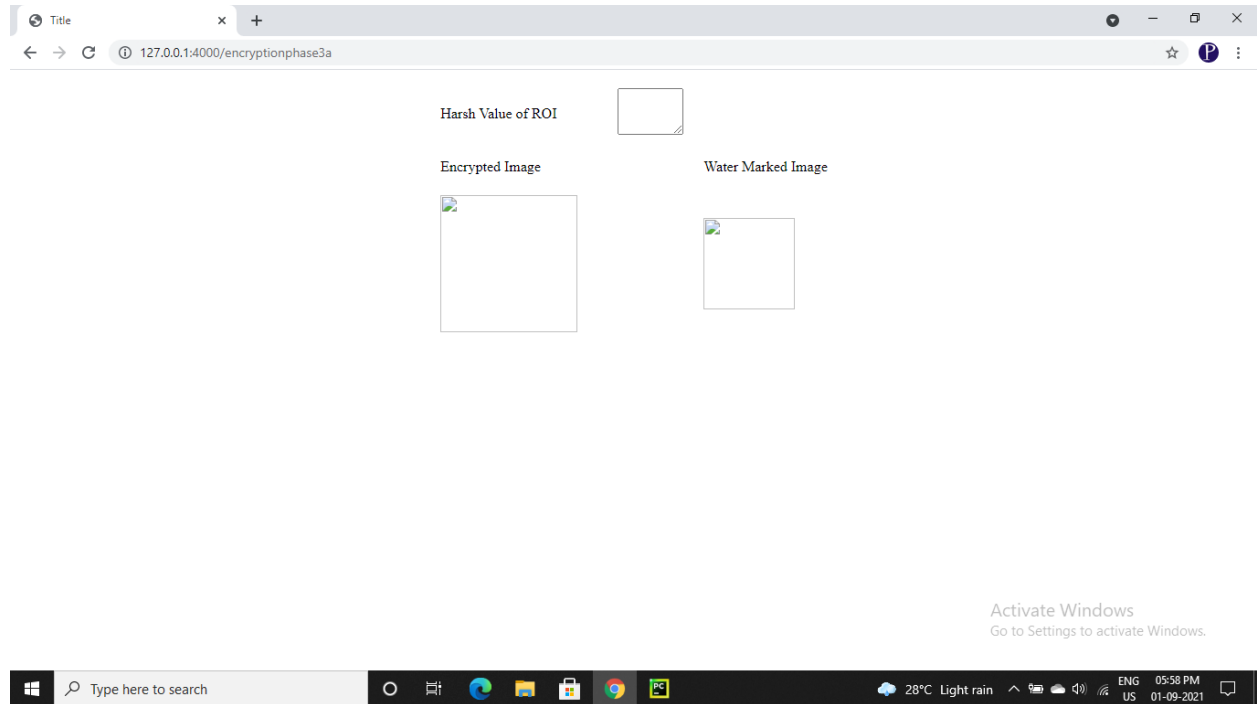 Title
127.0.0.1:4000/encryptionphase3a
P
Harsh Value of ROI
Encrypted Image Water Marked Image
Activate Windows
Go to Settings to activate Windows.
Type here to search
PC
28°C Light rain
ENG 05:58 PM
US 01-09-2021